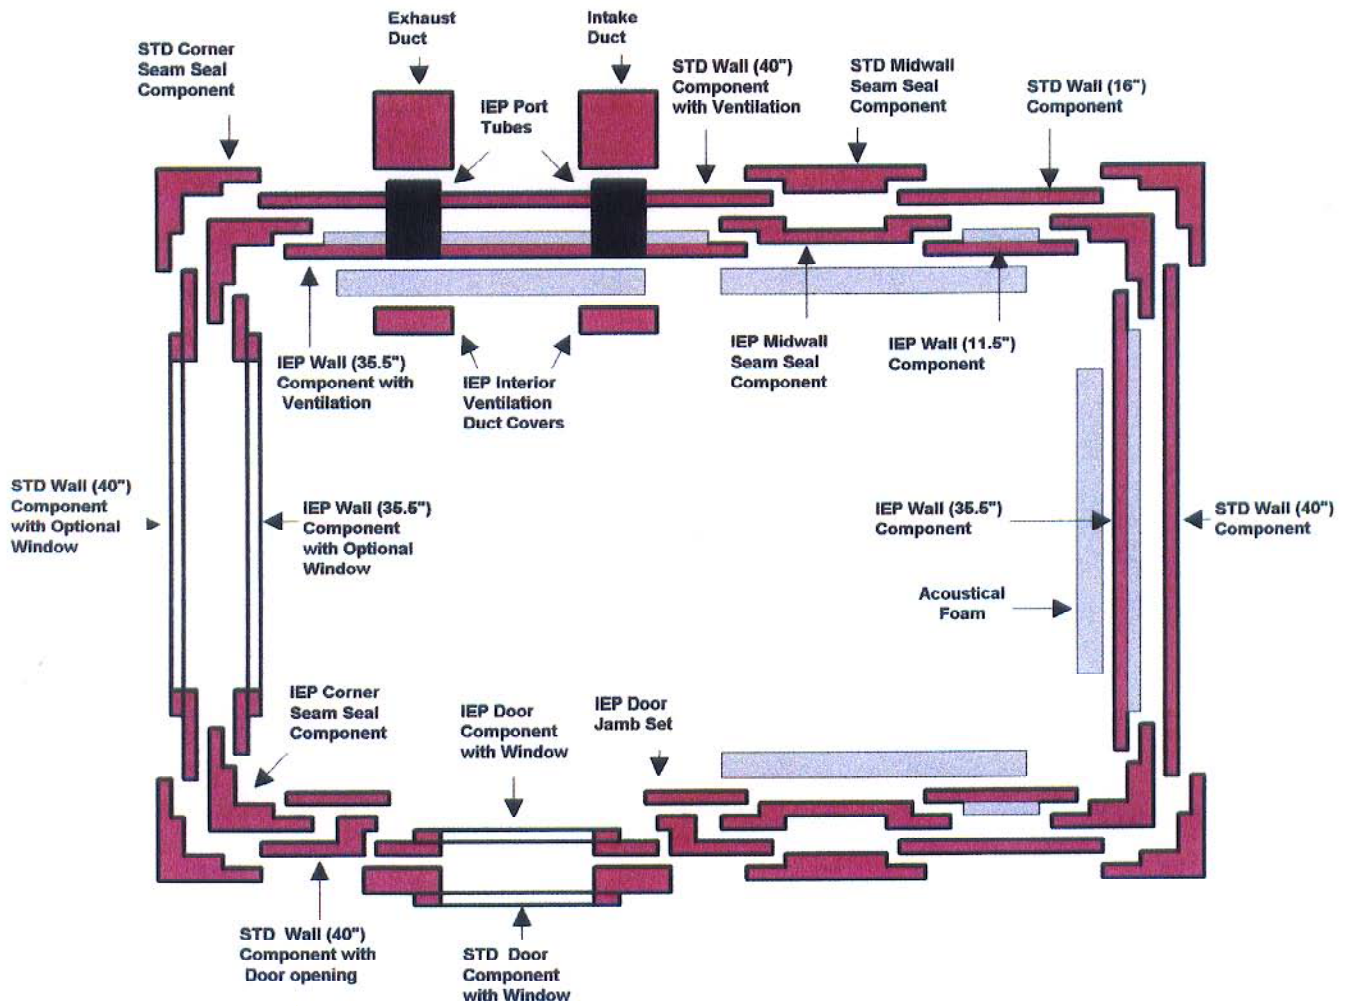 Exhaust
Duct
Intake
Duct
STD Corner
Seam Seal
Component
IEP Port
Tubes
STD Wall (40")
Component
with Ventilation
STD Midwall
Seam Seal
Component
STD Wall (16")
Component
IEP Wall (35.5")
Component with
Ventilation
IEP Interior
Ventilation
Duct Covers
IEP Midwall
Seam Seal
Component
IEP Wall (11.5")
Component
STD Wall (40")
Component
with Optional
Window
IEP Wall (35.5")
Component
with Optional
Window
IEP Wall (35.5")
Component
STD Wall (40")
Component
Acoustical
Foam
IEP Corner
Seam Seal
Component
IEP Door
Component
with Window
IEP Door
Jamb Set
STD Wall (40")
Component with
Door opening
STD Door
Component
with Window